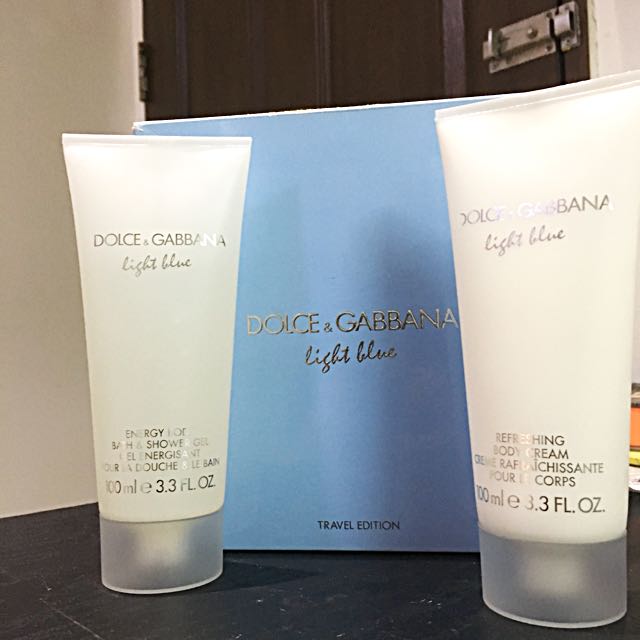 DOLCE & GABBANA
light blue
ENERGY BODY
BATH & SHOWER GEL
GEL ENERGISANT
POUR LA DOUCHE & LE BAIN
100 ml e 3.3 FL. OZ.
DOLCE & GABBANA
light blue
TRAVEL EDITION
DOLCE & GABBANA
light blue
REFRESHING
BODY CREAM
CREME RAFRAÎCHISSANTE
POUR LE CORPS
100 ml e 3.3 FL. OZ.